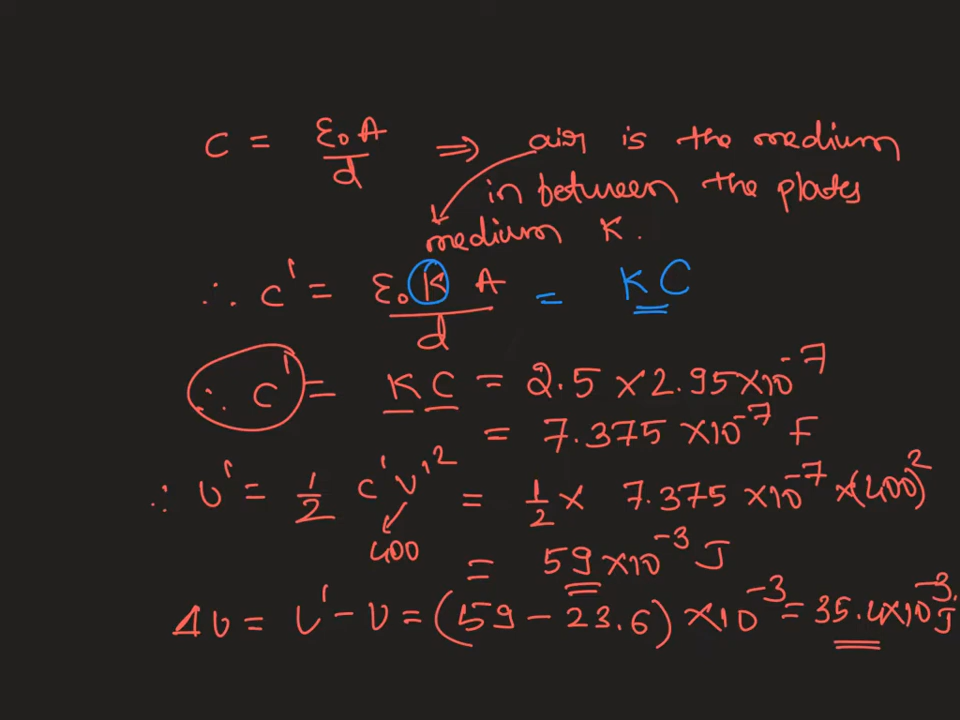 C = ε₀A/d ⇒ air is the medium
in between the plates
medium K.
∴ C' = ε₀KA/d = KC
∴ C' = KC = 2.5 × 2.95×10⁻⁷
= 7.375 ×10⁻⁷ F
∴ U' = 1/2 C'V'² = 1/2 × 7.375 ×10⁻⁷ ×(400)²
400
= 59×10⁻³ J
ΔU = U' - U = (59 - 23.6) ×10⁻³ = 35.4×10⁻³ J